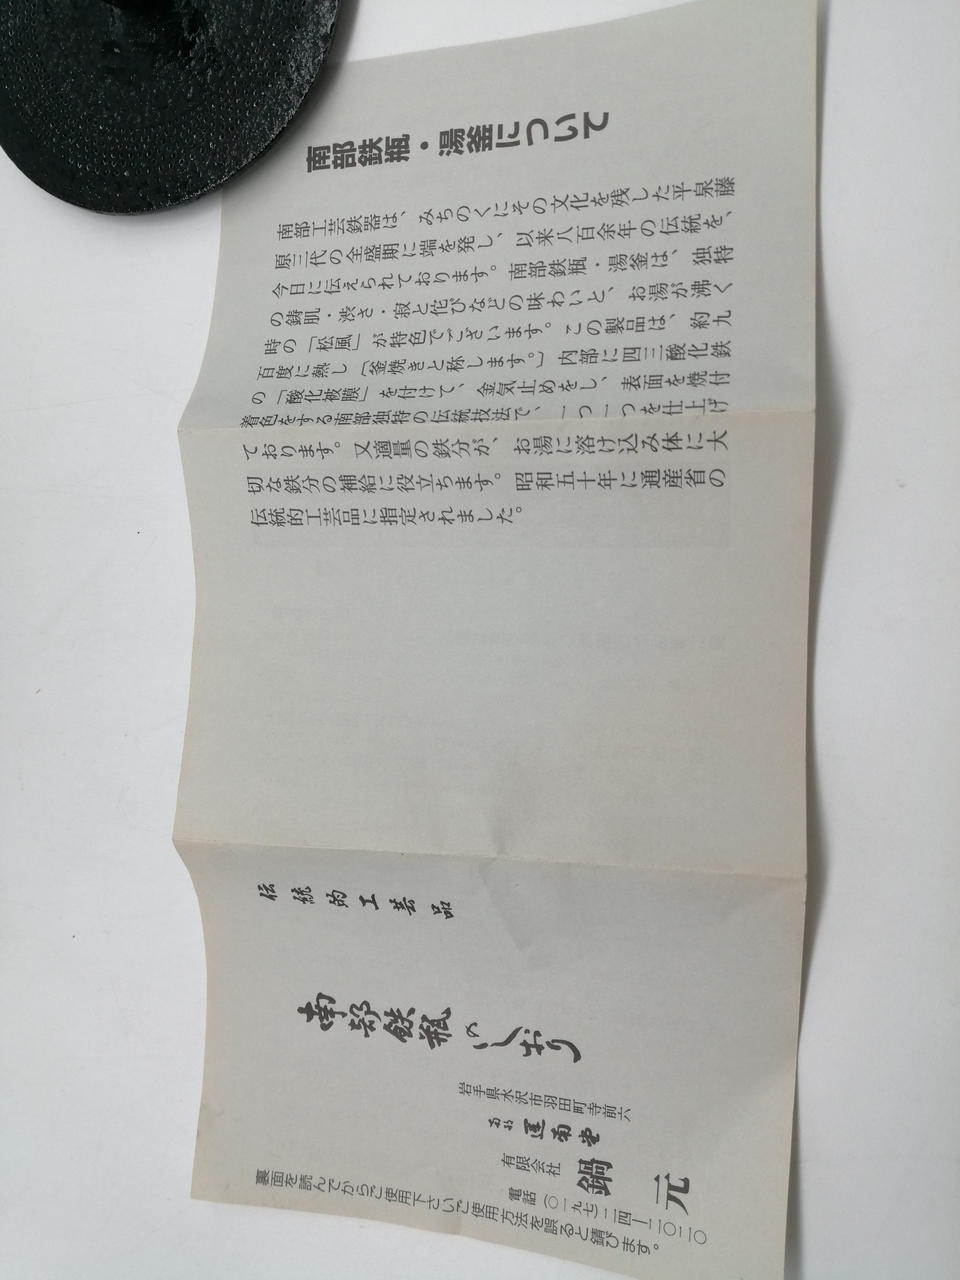 南部鉄瓶・湯釜について
南部工芸鉄器は、みちのくにその文化を残した平泉藤
原三代の全盛期に端を発し、以来八百余年の伝統を、
今日に伝えられております。南部鉄瓶・湯釜は、独特
の鋳肌・渋さ・寂と侘びなどの味わいと、お湯が沸く
時の「松風」が特色でございます。この製品は、約九
百度に熱し〔釜焼きと称します。〕内部に四三酸化鉄
の「酸化被膜」を付けて、金気止めをし、表面を焼付
着色をする南部独特の伝統技法で、一つ一つを仕上げ
ております。又適量の鉄分が、お湯に溶け込み体に大
切な鉄分の補給に役立ちます。昭和五十年に通産省の
伝統的工芸品に指定されました。
伝統的工芸品
南部鉄瓶のしおり
岩手県水沢市羽田町寺前六
南部運南堂
有限会社 鍋元
電話(〇一九七)二四―二〇一〇
裏面を読んでからご使用下さいご使用方法を誤ると錆びます。